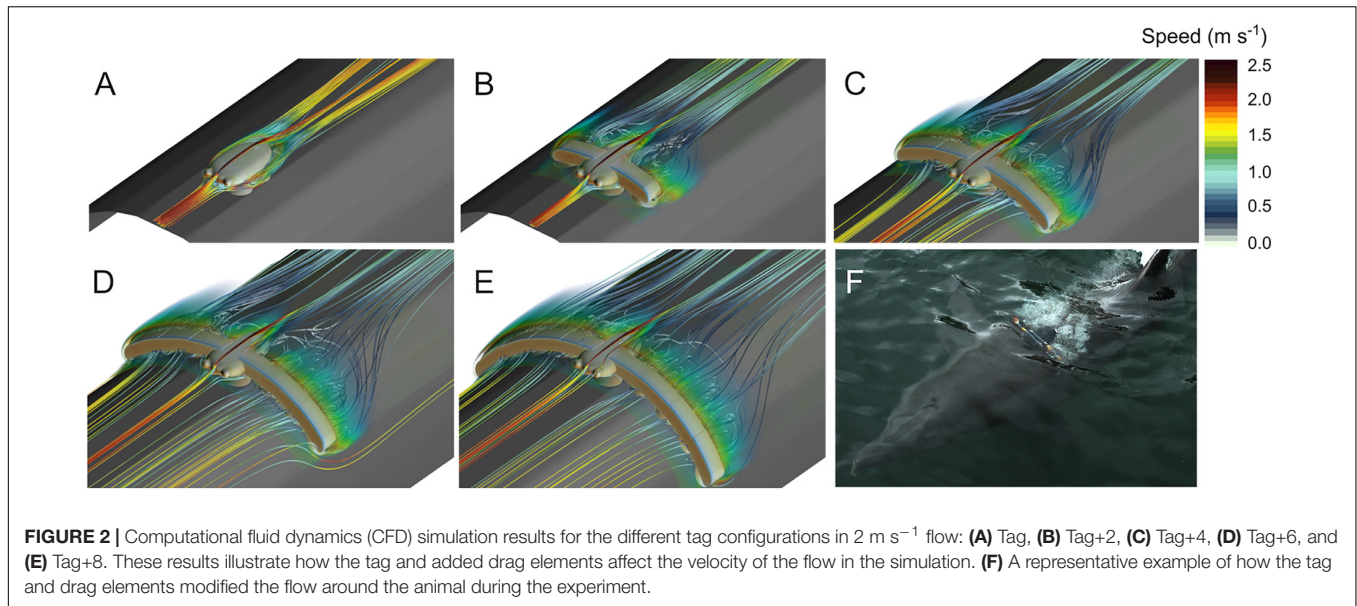 Speed (m s-1)
A
B
C
2.5
2.0
1.5
1.0
0.5
0.0
D
E
F
FIGURE 2 | Computational fluid dynamics (CFD) simulation results for the different tag configurations in 2 m s−1 flow: (A) Tag, (B) Tag+2, (C) Tag+4, (D) Tag+6, and
(E) Tag+8. These results illustrate how the tag and added drag elements affect the velocity of the flow in the simulation. (F) A representative example of how the tag
and drag elements modified the flow around the animal during the experiment.